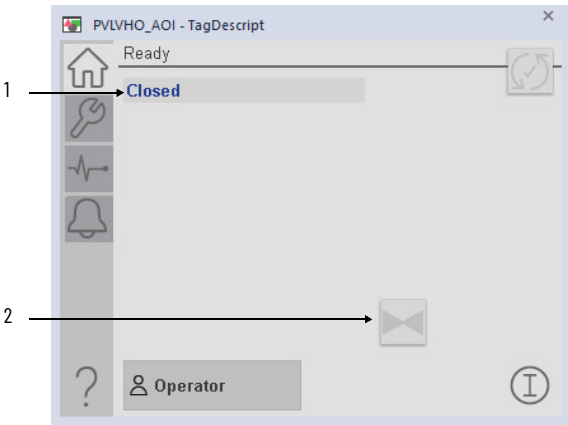 PVLVHO_AOI - TagDescript
Ready
1
Closed
2
?
Operator
I